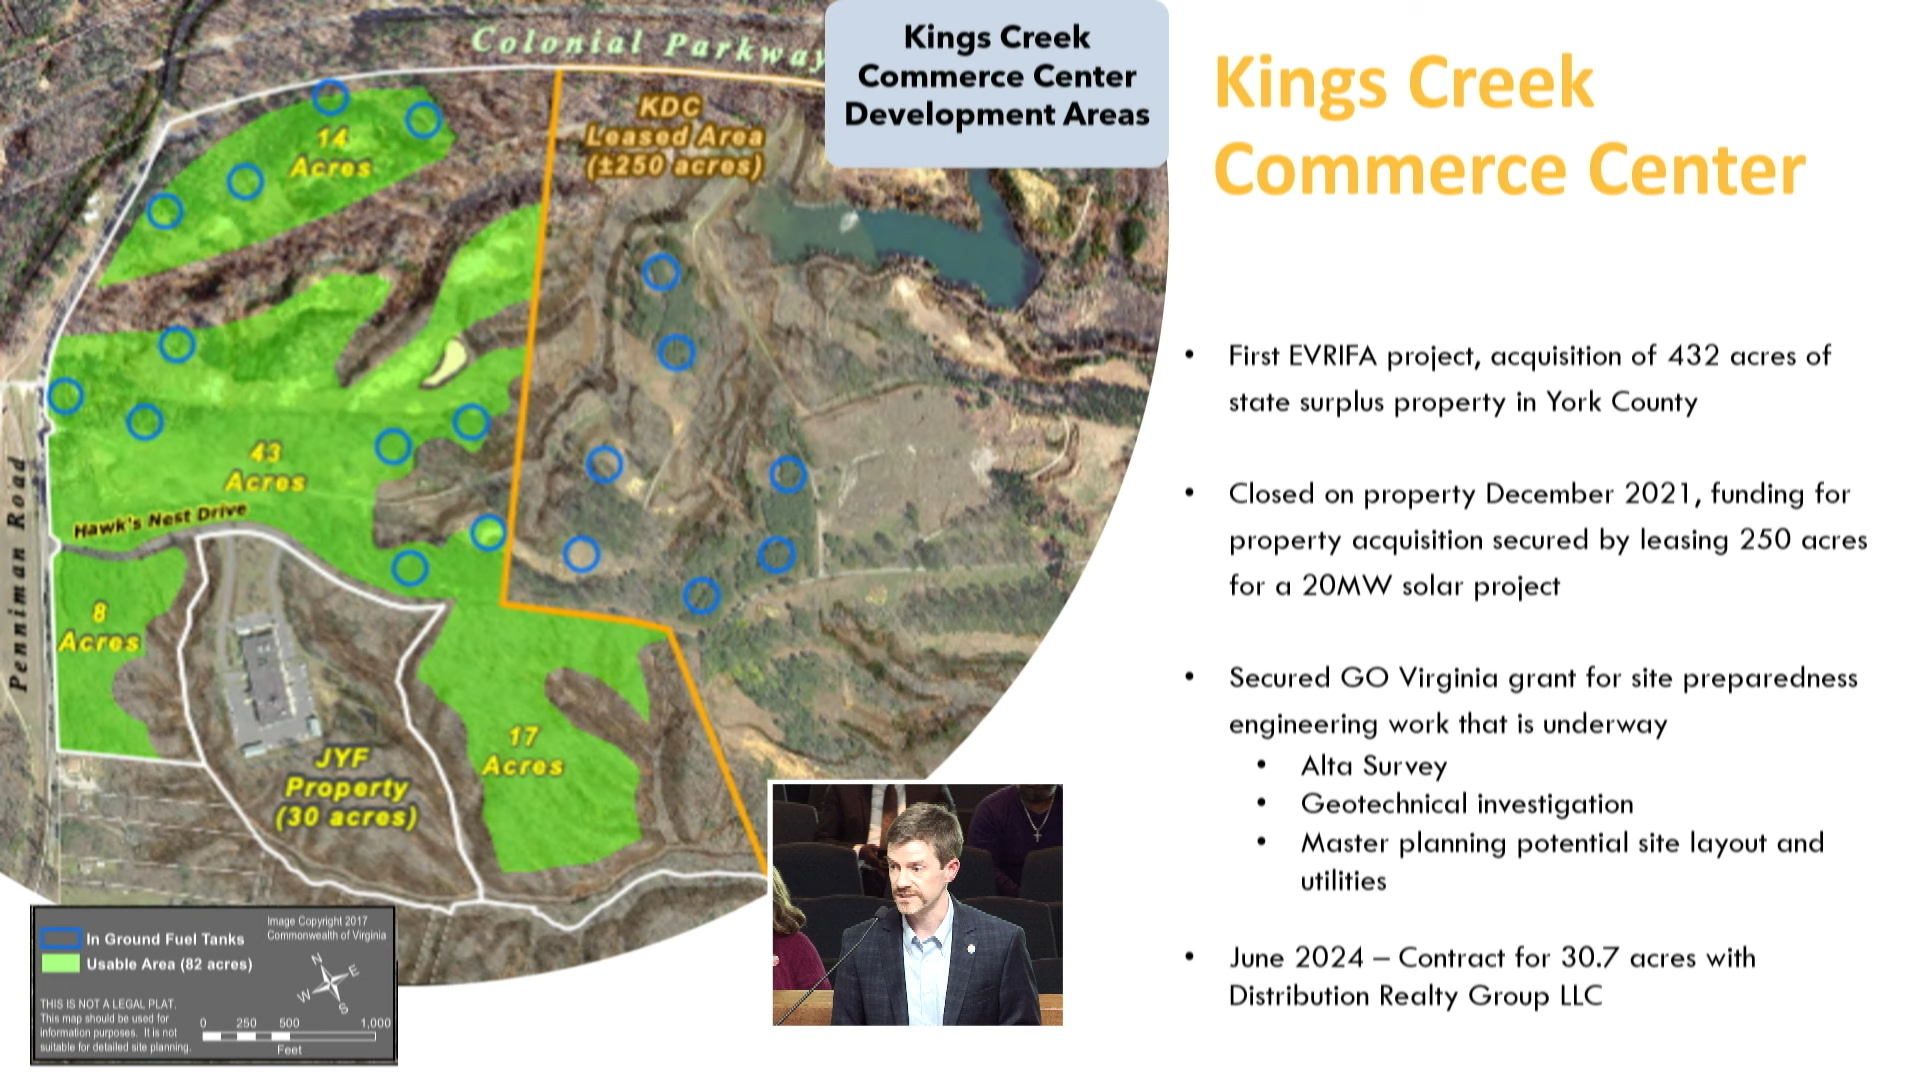 Colonial Parkway
Kings Creek
Commerce Center
Development Areas
KDC
Leased Area
(±250 acres)
14
Acres
43
Acres
Hawk's Nest Drive
Penniman Road
8
Acres
17
Acres
JYF
Property
(30 acres)
In Ground Fuel Tanks
Usable Area (82 acres)
Image Copyright 2017
Commonwealth of Virginia
N
E
W
S
THIS IS NOT A LEGAL PLAT.
This map should be used for
information purposes. It is not
suitable for detailed site planning.
0 250 500 1,000
Feet
Kings Creek
Commerce Center
• First EVRIFA project, acquisition of 432 acres of
state surplus property in York County
• Closed on property December 2021, funding for
property acquisition secured by leasing 250 acres
for a 20MW solar project
• Secured GO Virginia grant for site preparedness
engineering work that is underway
• Alta Survey
• Geotechnical investigation
• Master planning potential site layout and
utilities
• June 2024 – Contract for 30.7 acres with
Distribution Realty Group LLC